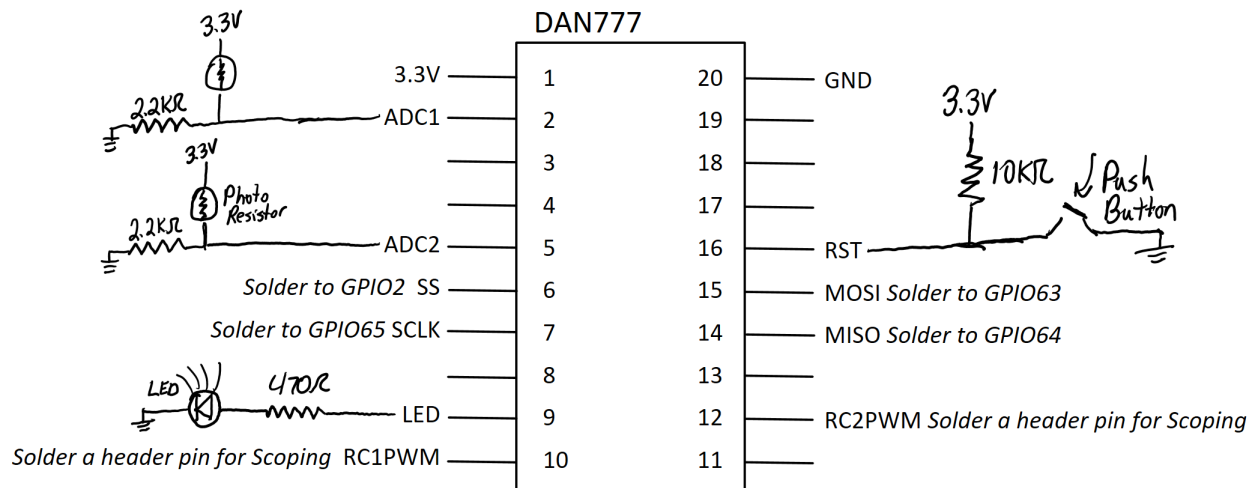 DAN777
3.3V
3.3V
1
20
GND
2.2KΩ
ADC1
2
19
3.3V
3
18
3.3V
10KΩ
Push
Button
Photo
Resistor
4
17
2.2KΩ
ADC2
5
16
RST
Solder to GPIO2 SS
6
15
MOSI Solder to GPIO63
Solder to GPIO65 SCLK
7
14
MISO Solder to GPIO64
8
13
LED
470Ω
LED
9
12
RC2PWM Solder a header pin for Scoping
Solder a header pin for Scoping RC1PWM
10
11